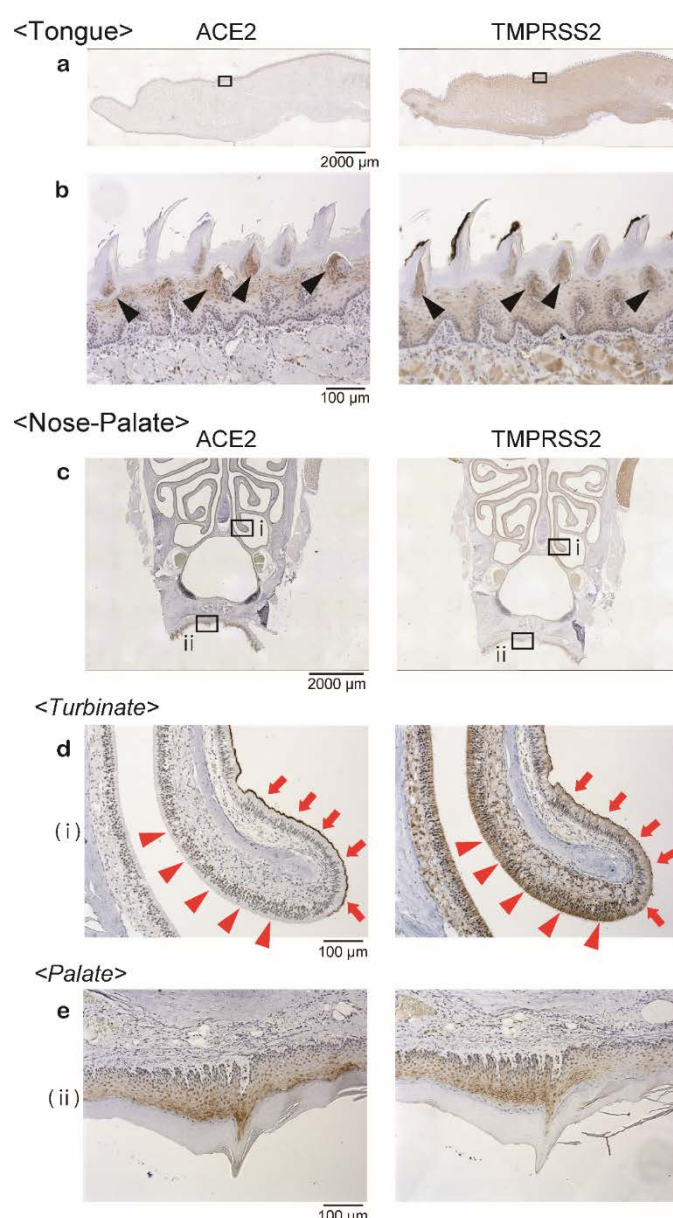 <Tongue>
ACE2
TMPRSS2
a
2000 µm
b
100 µm
<Nose-Palate>
ACE2
TMPRSS2
c
i
i
ii
ii
2000 µm
<Turbinate>
d
(i)
100 µm
<Palate>
e
(ii)
100 µm